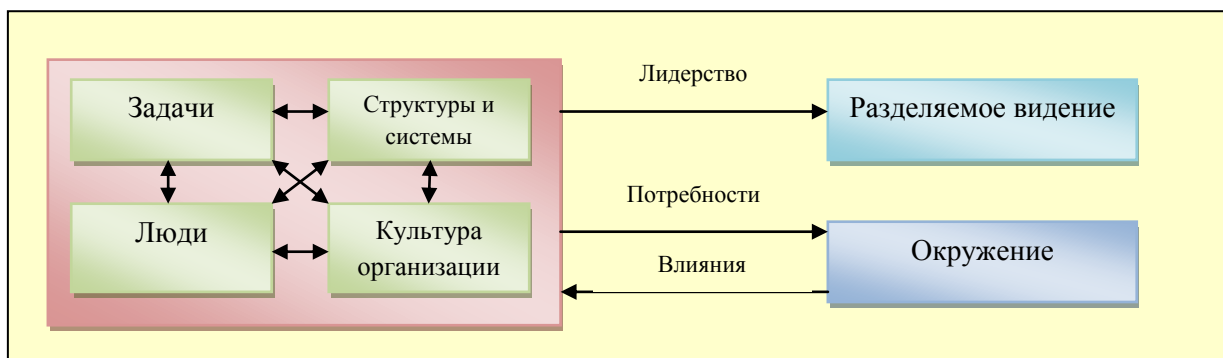 Задачи
Структуры и
системы
Люди
Культура
организации
Лидерство
Потребности
Влияния
Разделяемое видение
Окружение